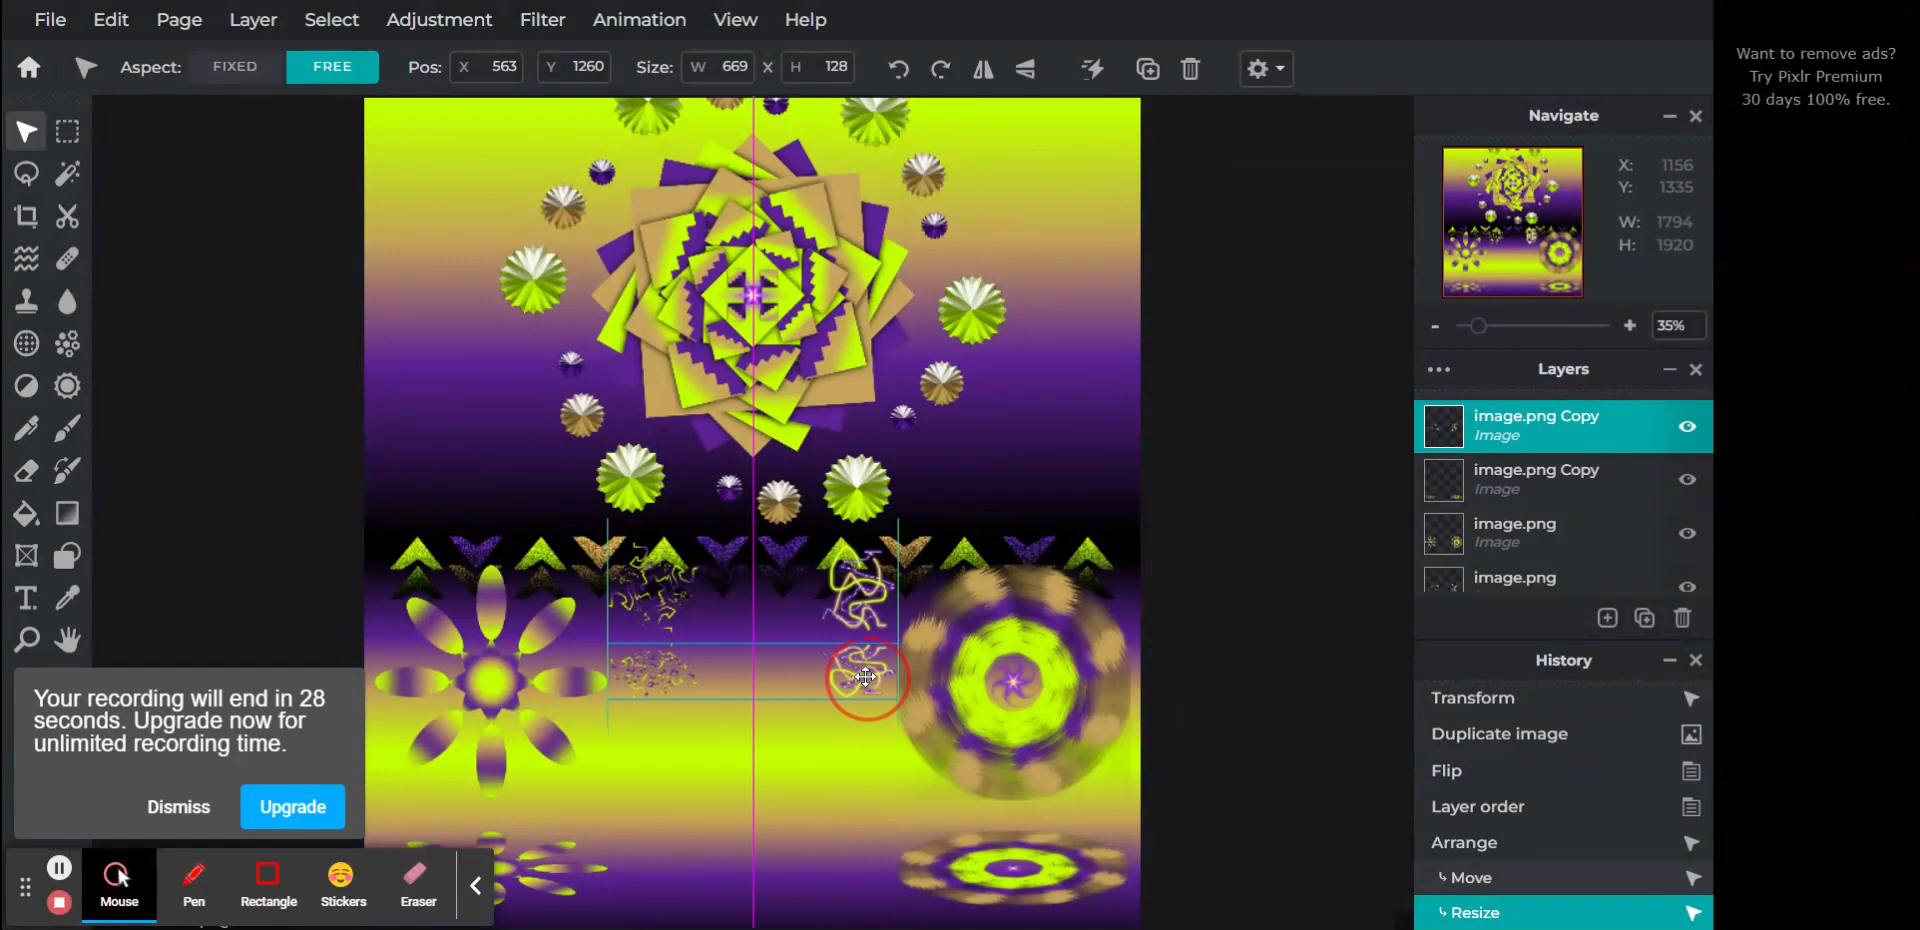 File Edit Page Layer Select Adjustment Filter Animation View Help
Aspect: FIXED FREE Pos: X 563 Y 1260 Size: W 669 X H 128
Want to remove ads?
Try Pixlr Premium
30 days 100% free.
Navigate
X: 1156
Y: 1335
W: 1794
H: 1920
- + 35%
Layers
image.png Copy
Image
image.png Copy
Image
image.png
Image
image.png
History
Transform
Duplicate image
Flip
Layer order
Arrange
Move
Resize
Your recording will end in 28
seconds. Upgrade now for
unlimited recording time.
Dismiss Upgrade
Mouse Pen Rectangle Stickers Eraser